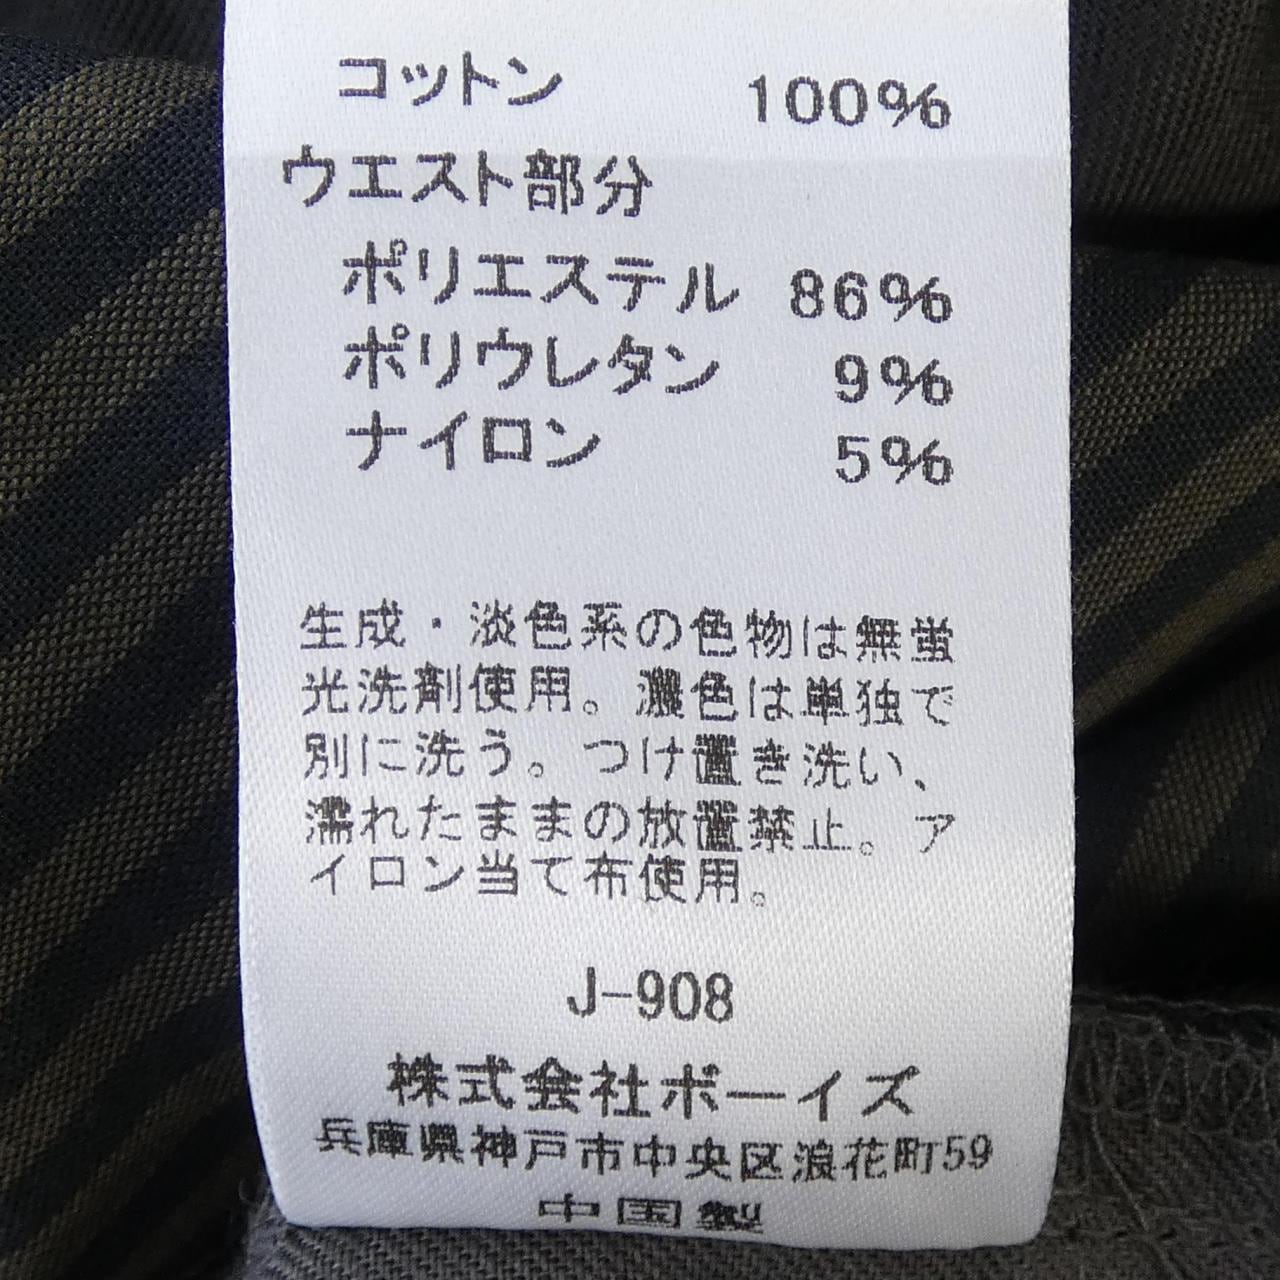 コットン 100%
ウエスト部分
ポリエステル 86%
ポリウレタン 9%
ナイロン 5%
生成・淡色系の色物は無蛍
光洗剤使用。濃色は単独で
別に洗う。つけ置き洗い、
濡れたままの放置禁止。ア
イロン当て布使用。
J-908
株式会社ボーイズ
兵庫県神戸市中央区浪花町59
中国製